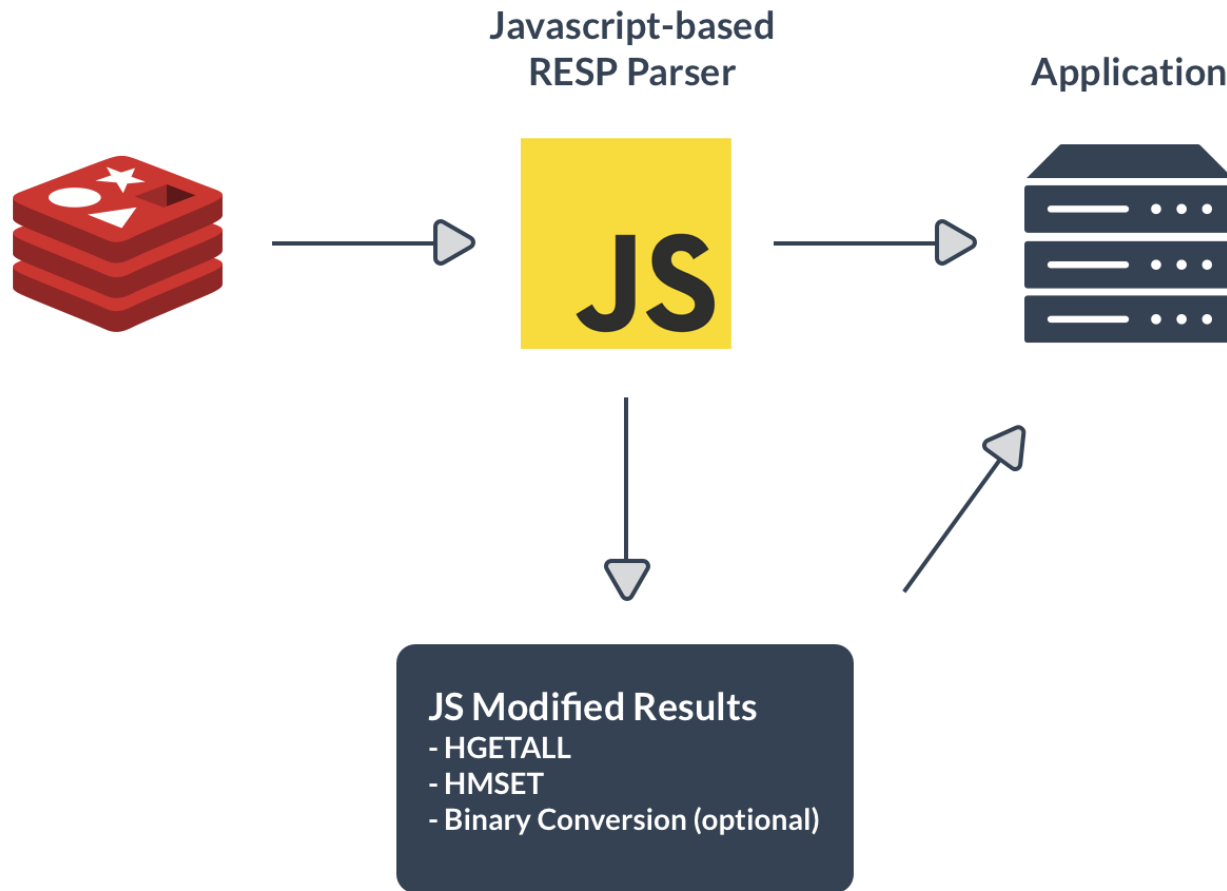 Javascript-based
RESP Parser
Application
JS
JS Modified Results
- HGETALL
- HMSET
- Binary Conversion (optional)